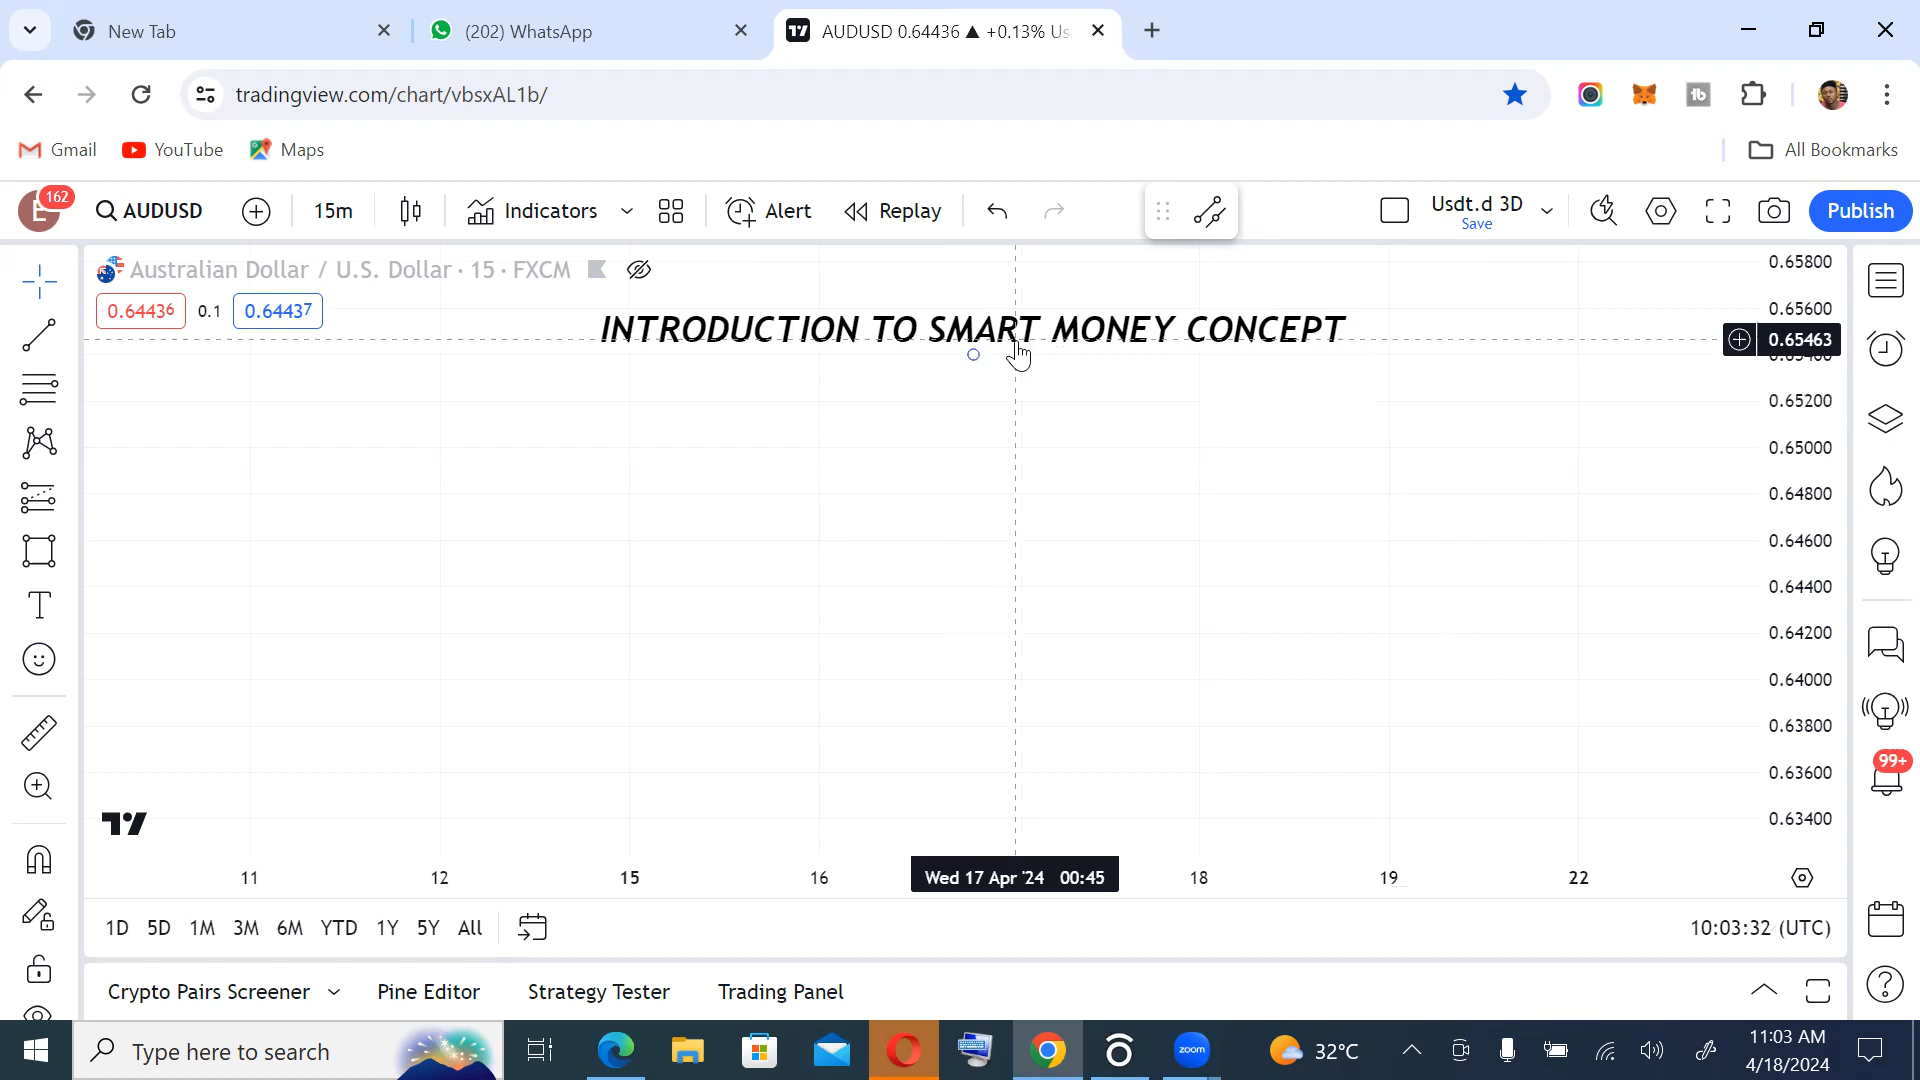 New Tab
(202) WhatsApp
AUDUSD 0.64436 ▲ +0.13% Us
tradingview.com/chart/vbsxAL1b/
Gmail
YouTube
Maps
All Bookmarks
E
162
AUDUSD
15m
Indicators
Alert
Replay
Usdt.d 3D
Save
Publish
Australian Dollar / U.S. Dollar · 15 · FXCM
0.64436
0.1
0.64437
INTRODUCTION TO SMART MONEY CONCEPT
0.65800
0.65600
0.65463
0.65200
0.65000
0.64800
0.64600
0.64400
0.64200
0.64000
0.63800
0.63600
0.63400
99+
11
12
15
16
Wed 17 Apr '24 00:45
18
19
22
1D 5D 1M 3M 6M YTD 1Y 5Y All
10:03:32 (UTC)
Crypto Pairs Screener
Pine Editor
Strategy Tester
Trading Panel
Type here to search
zoom
32°C
11:03 AM
4/18/2024